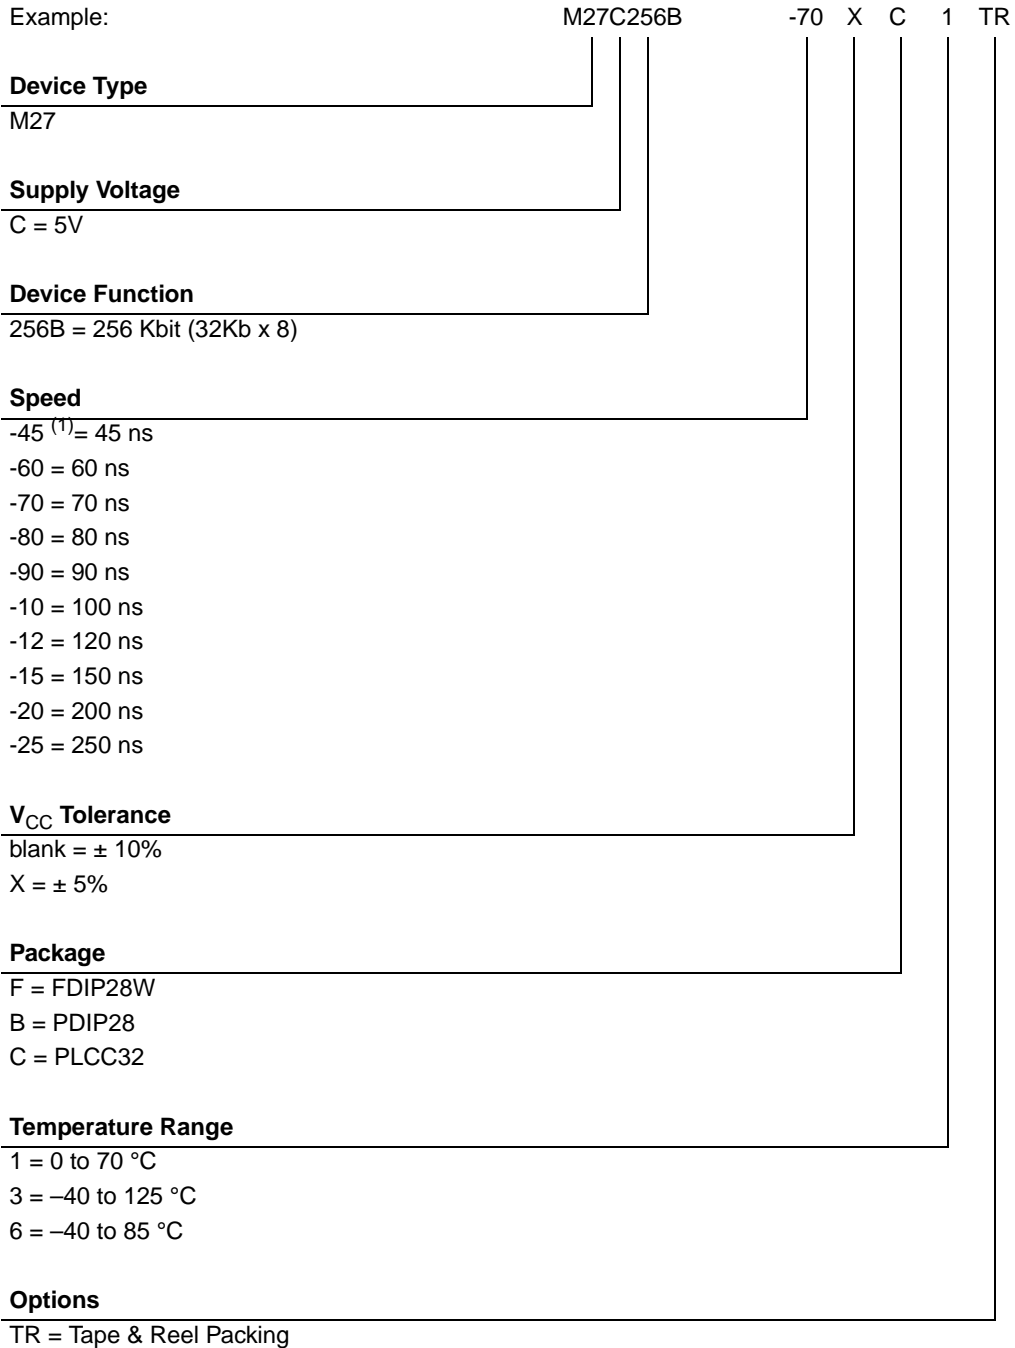 Example: M27C256B -70 X C 1 TR
Device Type
M27
Supply Voltage
C = 5V
Device Function
256B = 256 Kbit (32Kb x 8)
Speed
-45 (1)= 45 ns
-60 = 60 ns
-70 = 70 ns
-80 = 80 ns
-90 = 90 ns
-10 = 100 ns
-12 = 120 ns
-15 = 150 ns
-20 = 200 ns
-25 = 250 ns
VCC Tolerance
blank = ± 10%
X = ± 5%
Package
F = FDIP28W
B = PDIP28
C = PLCC32
Temperature Range
1 = 0 to 70 °C
3 = –40 to 125 °C
6 = –40 to 85 °C
Options
TR = Tape & Reel Packing